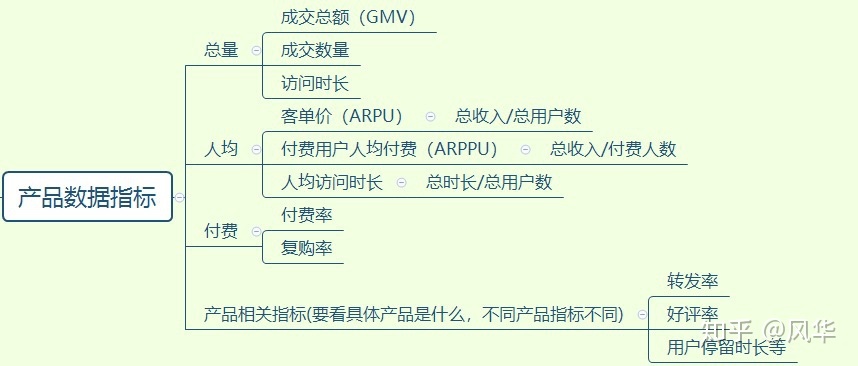 产品数据指标
总量
成交总额（GMV）
成交数量
访问时长
人均
客单价（ARPU）
总收入/总用户数
付费用户人均付费（ARPPU）
总收入/付费人数
人均访问时长
总时长/总用户数
付费
付费率
复购率
产品相关指标(要看具体产品是什么，不同产品指标不同)
转发率
好评率
用户停留时长等
知乎 @风华